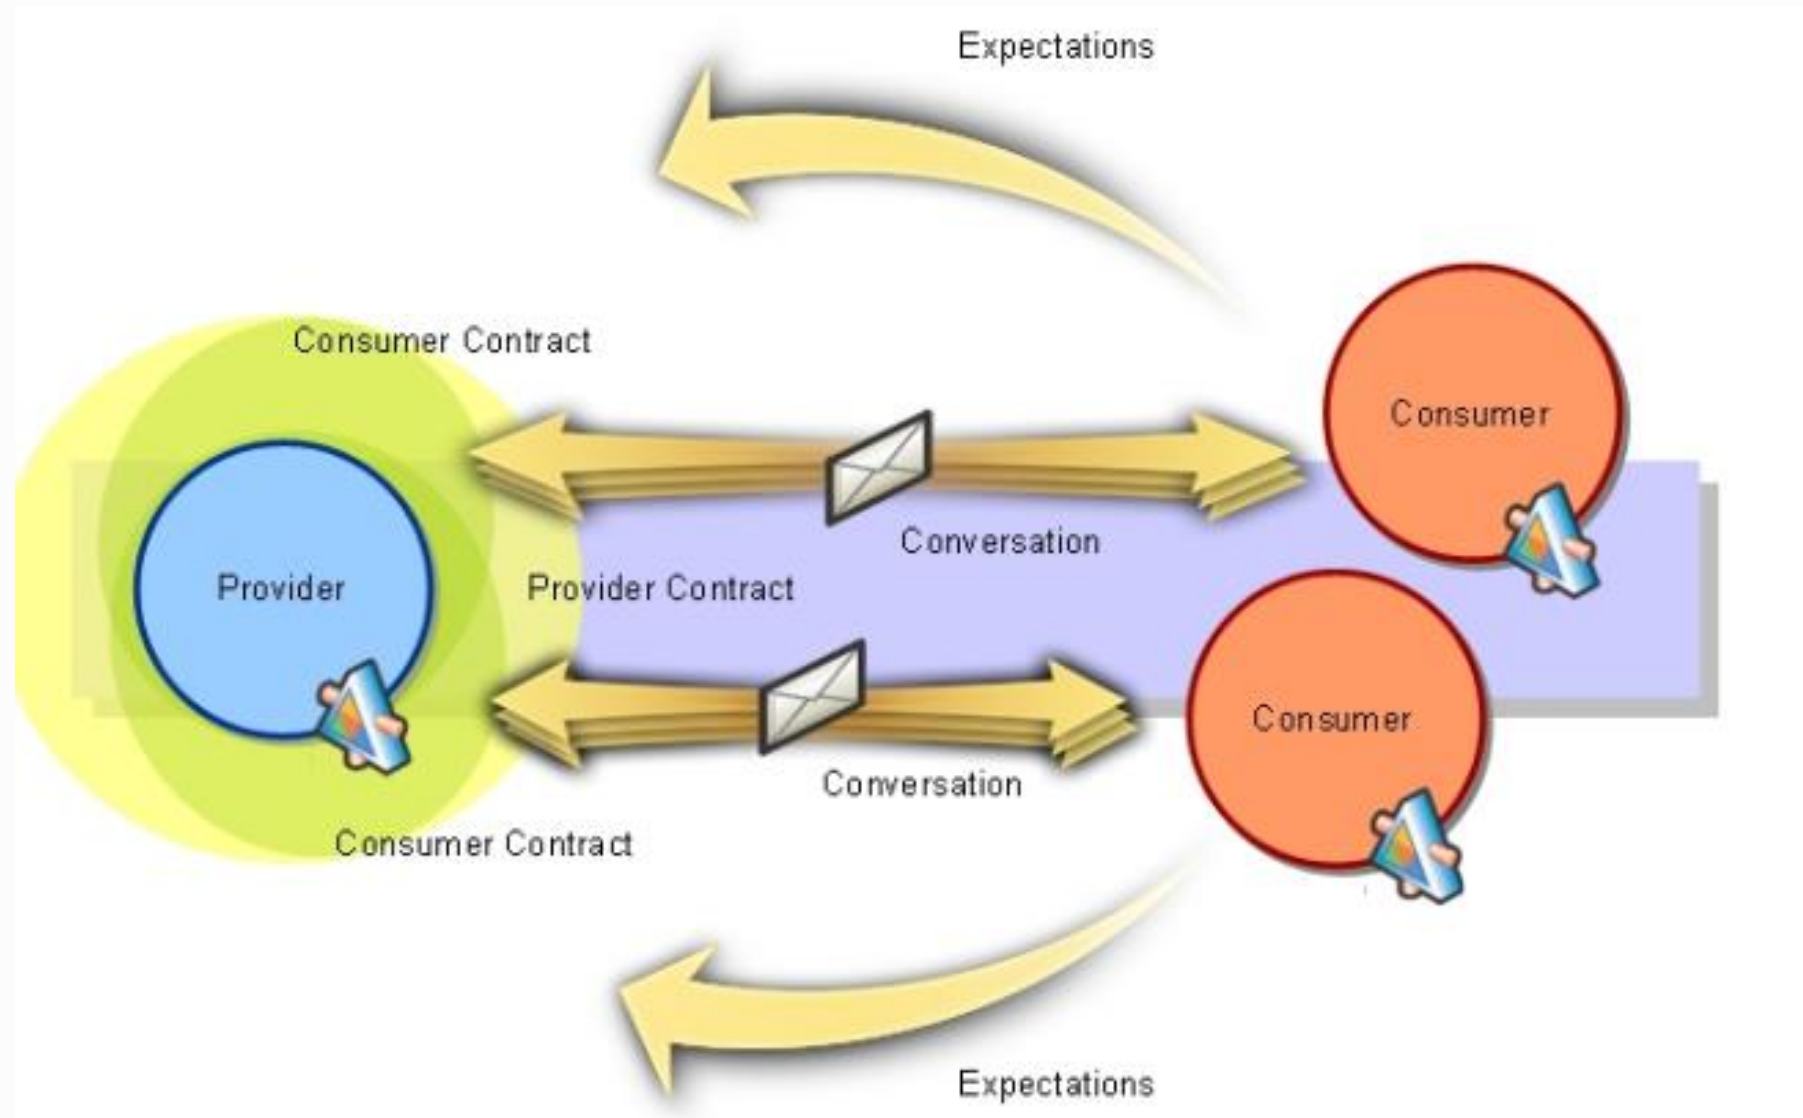 Expectations
Consumer Contract
Consumer
Conversation
Provider
Provider Contract
Consumer
Conversation
Consumer Contract
Expectations